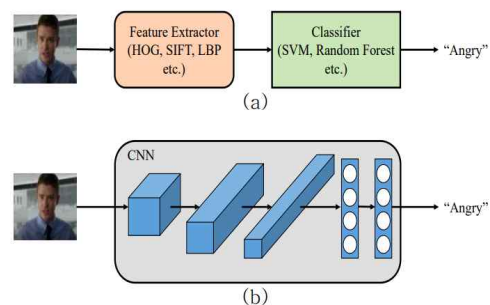 Feature Extractor
(HOG, SIFT, LBP
etc.)
Classifier
(SVM, Random Forest
etc.)
“Angry”
(a)
CNN
“Angry”
(b)